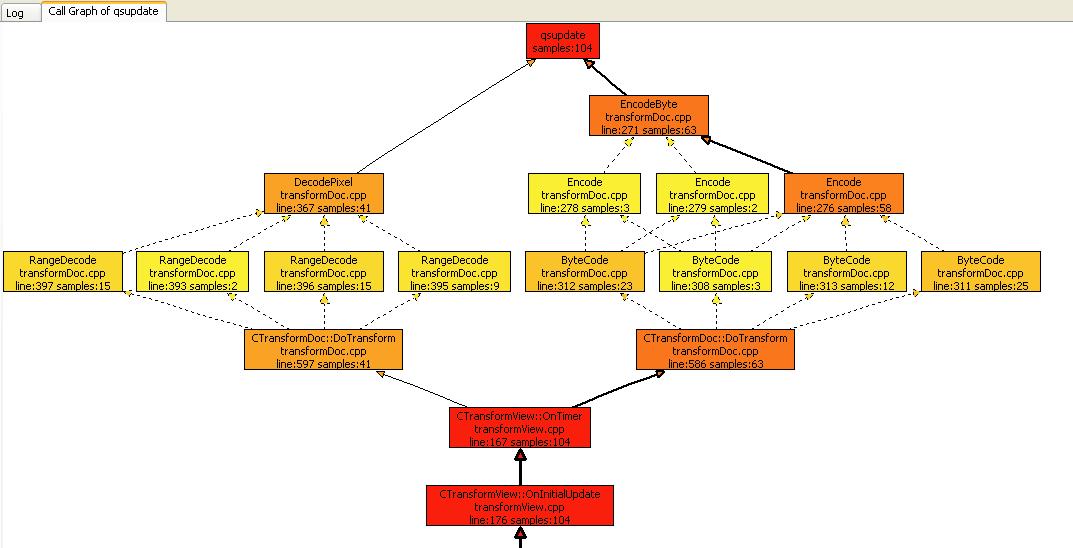 Log
Call Graph of qsupdate
qsupdate
samples:104
EncodeByte
transformDoc.cpp
line:271 samples:63
DecodePixel
transformDoc.cpp
line:367 samples:41
Encode
transformDoc.cpp
line:278 samples:3
Encode
transformDoc.cpp
line:279 samples:2
Encode
transformDoc.cpp
line:276 samples:58
RangeDecode
transformDoc.cpp
line:397 samples:15
RangeDecode
transformDoc.cpp
line:393 samples:2
RangeDecode
transformDoc.cpp
line:396 samples:15
RangeDecode
transformDoc.cpp
line:395 samples:9
ByteCode
transformDoc.cpp
line:312 samples:23
ByteCode
transformDoc.cpp
line:308 samples:3
ByteCode
transformDoc.cpp
line:313 samples:12
ByteCode
transformDoc.cpp
line:311 samples:25
CTransformDoc::DoTransform
transformDoc.cpp
line:597 samples:41
CTransformDoc::DoTransform
transformDoc.cpp
line:586 samples:63
CTransformView::OnTimer
transformView.cpp
line:167 samples:104
CTransformView::OnInitialUpdate
transformView.cpp
line:176 samples:104